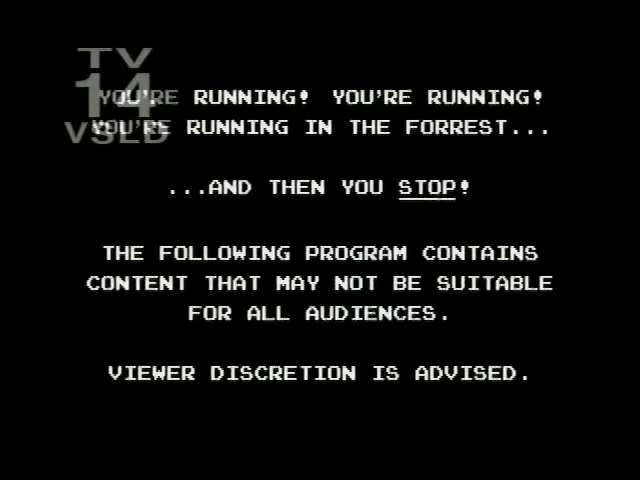 TV
14
VSLD
YOU'RE RUNNING! YOU'RE RUNNING!
YOU'RE RUNNING IN THE FORREST...
...AND THEN YOU STOP!
THE FOLLOWING PROGRAM CONTAINS
CONTENT THAT MAY NOT BE SUITABLE
FOR ALL AUDIENCES.
VIEWER DISCRETION IS ADVISED.